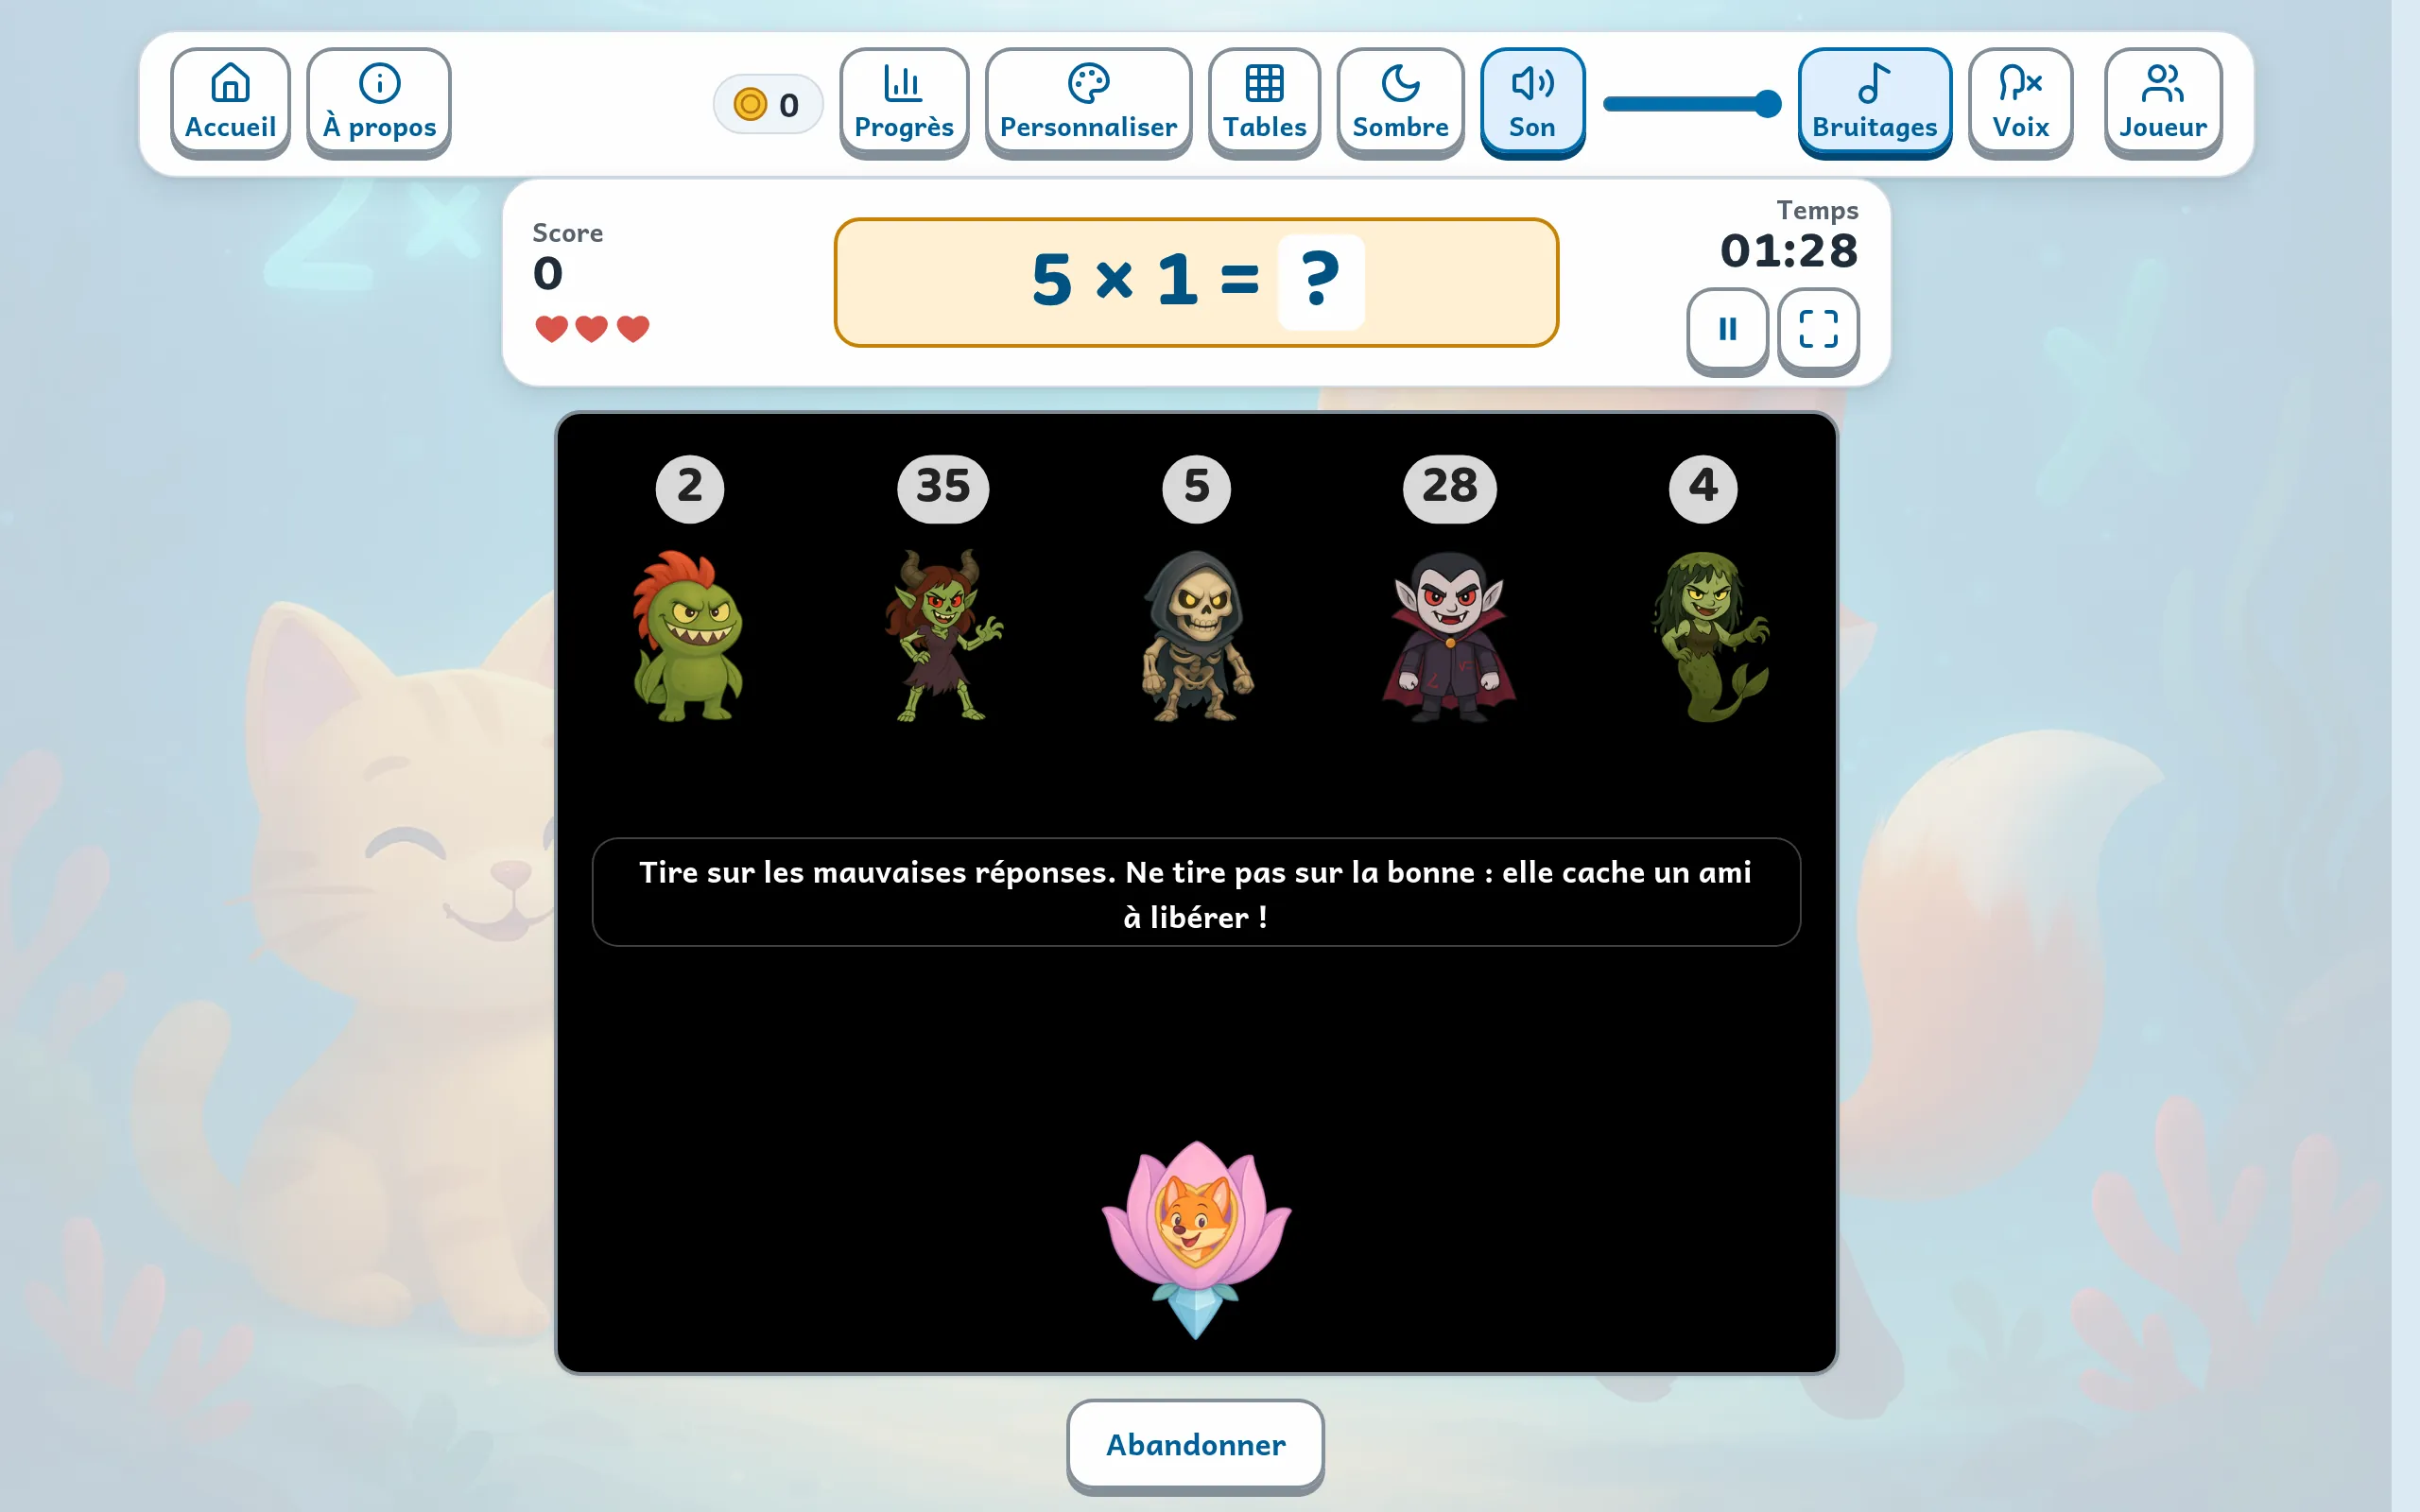 Accueil
À propos
0
Progrès
Personnaliser
Tables
Sombre
Son
Bruitages
Voix
Joueur
Score
0
5 × 1 = ?
Temps
01:28
2 35 5 28 4
Tire sur les mauvaises réponses. Ne tire pas sur la bonne : elle cache un ami
à libérer !
Abandonner
2×